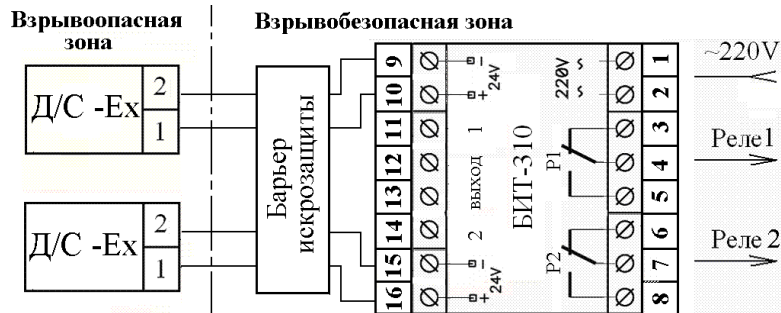 Взрывоопасная
зона
Взрывобезопасная зона
Д/С -Ex
2
1
Д/С -Ex
2
1
Барьер
искрозащиты
9
10
11
12
13
14
15
16
- 24V +
1
выход
2
- 24V +
БИТ-310
220V ~ ~
P1
P2
1
2
3
4
5
6
7
8
~220V
Реле1
Реле 2